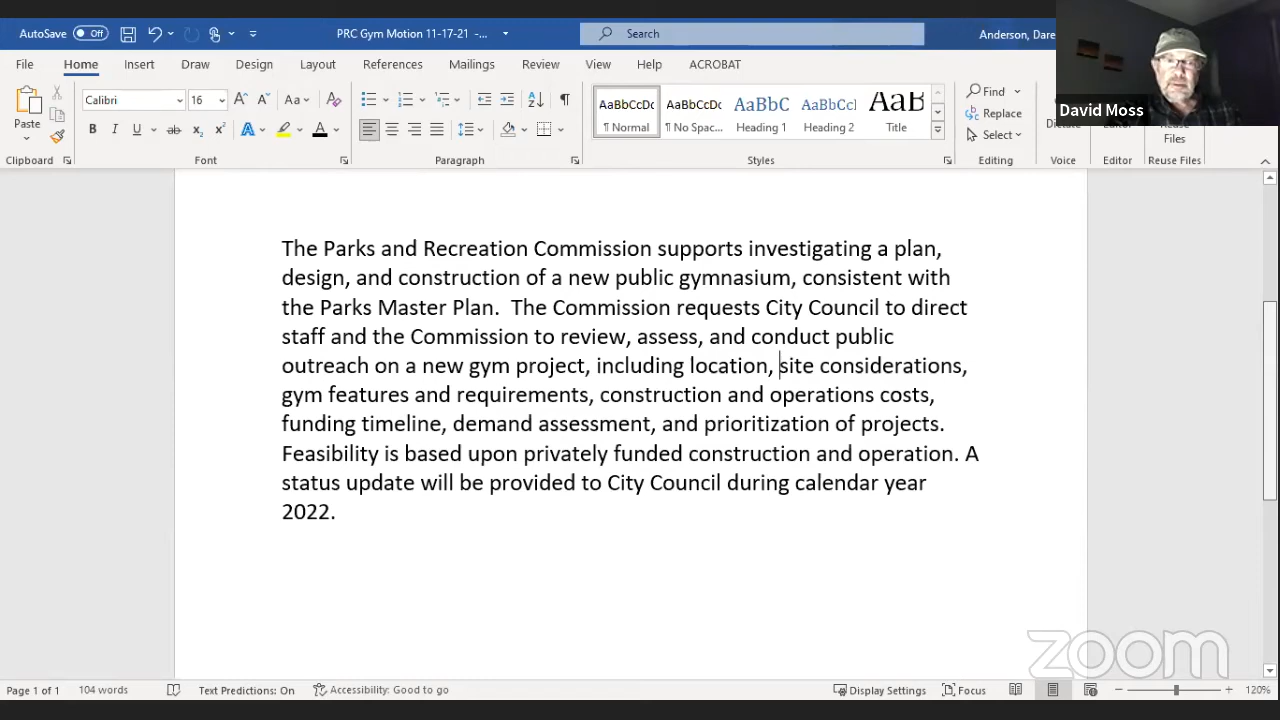 AutoSave Off PRC Gym Motion 11-17-21 -... Search Anderson, Dare
File Home Insert Draw Design Layout References Mailings Review View Help ACROBAT
Paste Calibri 16 Aa AaBbCcDc AaBbCcDc AaBbC AaBbCcl AaB Find
Replace
David Moss
B I U ab x2 x2 A A ¶ Normal ¶ No Spac... Heading 1 Heading 2 Title Select Files
Clipboard Font Paragraph Styles Editing Voice Editor Reuse Files
The Parks and Recreation Commission supports investigating a plan,
design, and construction of a new public gymnasium, consistent with
the Parks Master Plan.  The Commission requests City Council to direct
staff and the Commission to review, assess, and conduct public
outreach on a new gym project, including location, site considerations,
gym features and requirements, construction and operations costs,
funding timeline, demand assessment, and prioritization of projects.
Feasibility is based upon privately funded construction and operation. A
status update will be provided to City Council during calendar year
2022.
zoom
Page 1 of 1 104 words Text Predictions: On Accessibility: Good to go Display Settings Focus 120%